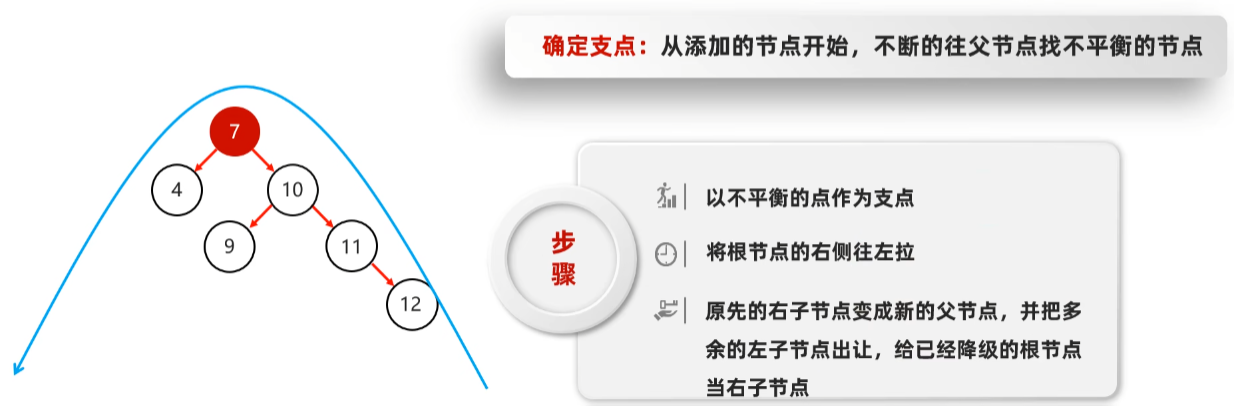 确定支点：从添加的节点开始，不断的往父节点找不平衡的节点
7
4
10
9
11
12
步
骤
以不平衡的点作为支点
将根节点的右侧往左拉
原先的右子节点变成新的父节点，并把多
余的左子节点出让，给已经降级的根节点
当右子节点